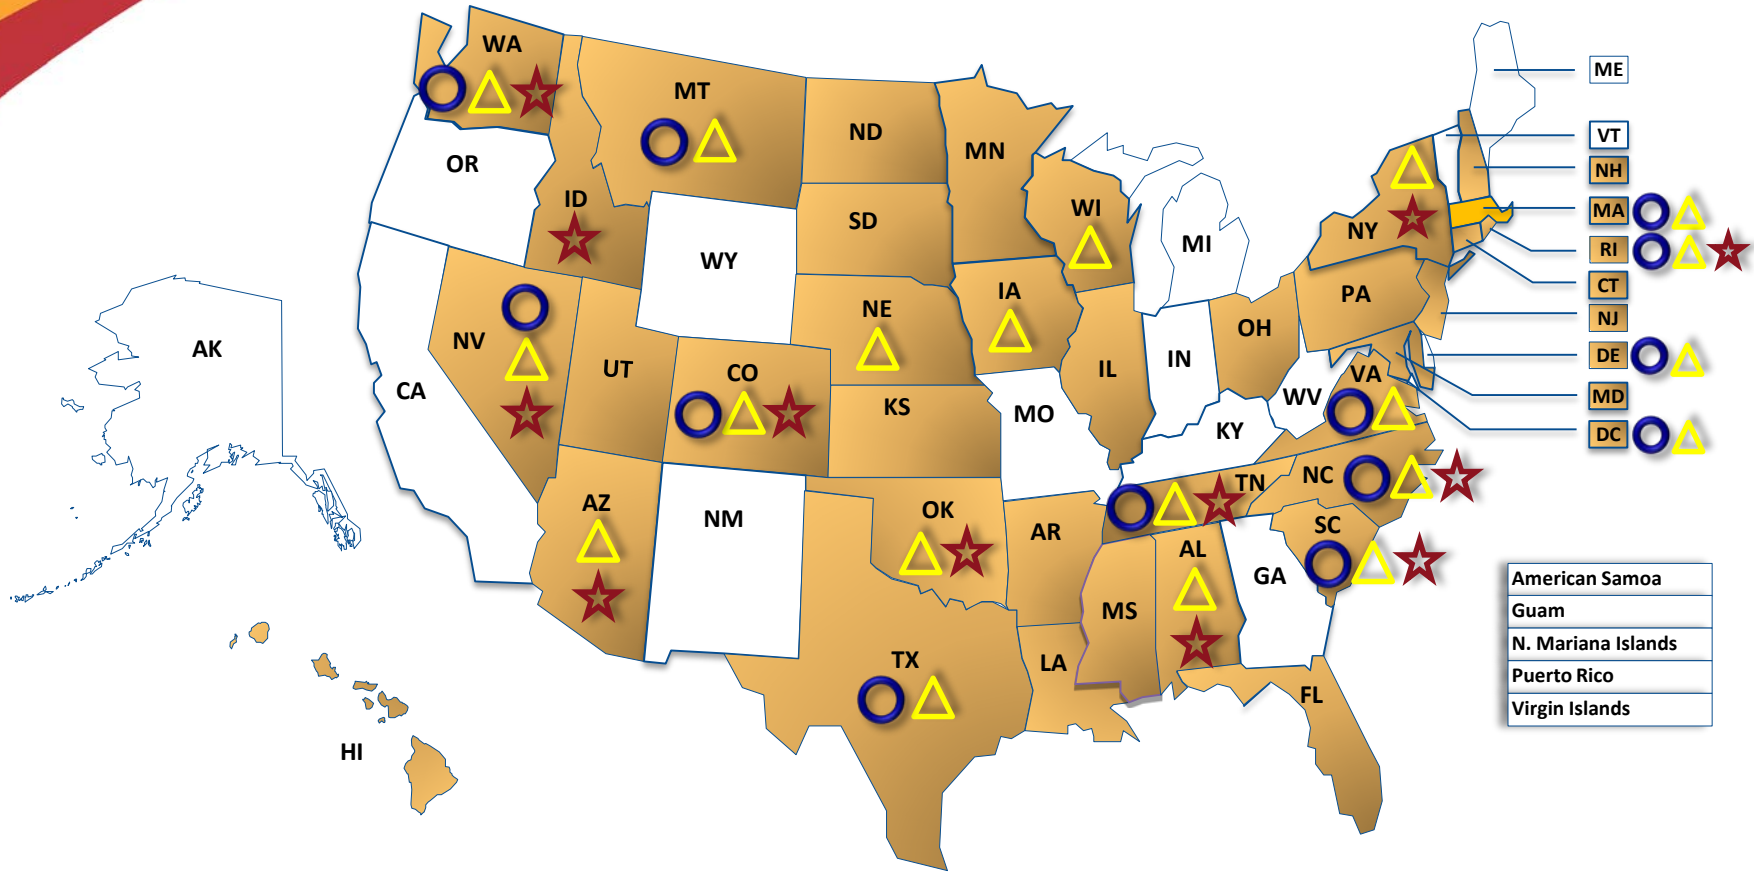 WA
MT
ND
MN
OR
ID
SD
WI
MI
WY
NE
IA
NY
PA
OH
IN
IL
NV
UT
CO
KS
MO
KY
WV
VA
CA
AK
AZ
NM
OK
AR
TN
NC
SC
MS
AL
GA
TX
LA
FL
HI
ME
VT
NH
MA
RI
CT
NJ
DE
MD
DC
American Samoa
Guam
N. Mariana Islands
Puerto Rico
Virgin Islands